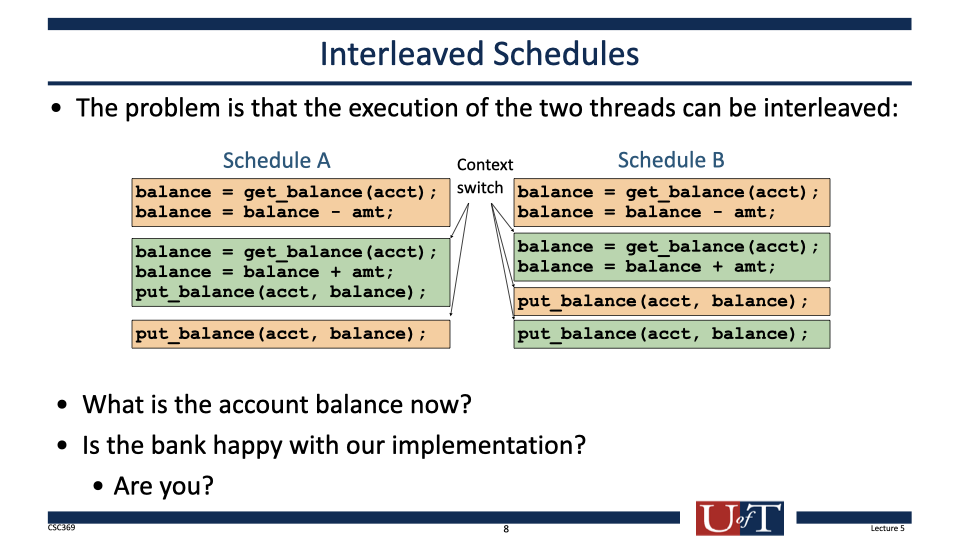 Interleaved Schedules
• The problem is that the execution of the two threads can be interleaved:
Schedule A
balance = get_balance(acct);
balance = balance - amt;
balance = get_balance(acct);
balance = balance + amt;
put_balance(acct, balance);
put_balance(acct, balance);
Context
switch
Schedule B
balance = get_balance(acct);
balance = balance - amt;
balance = get_balance(acct);
balance = balance + amt;
put_balance(acct, balance);
put_balance(acct, balance);
• What is the account balance now?
• Is the bank happy with our implementation?
• Are you?
CSC369
8
U of T
Lecture 5